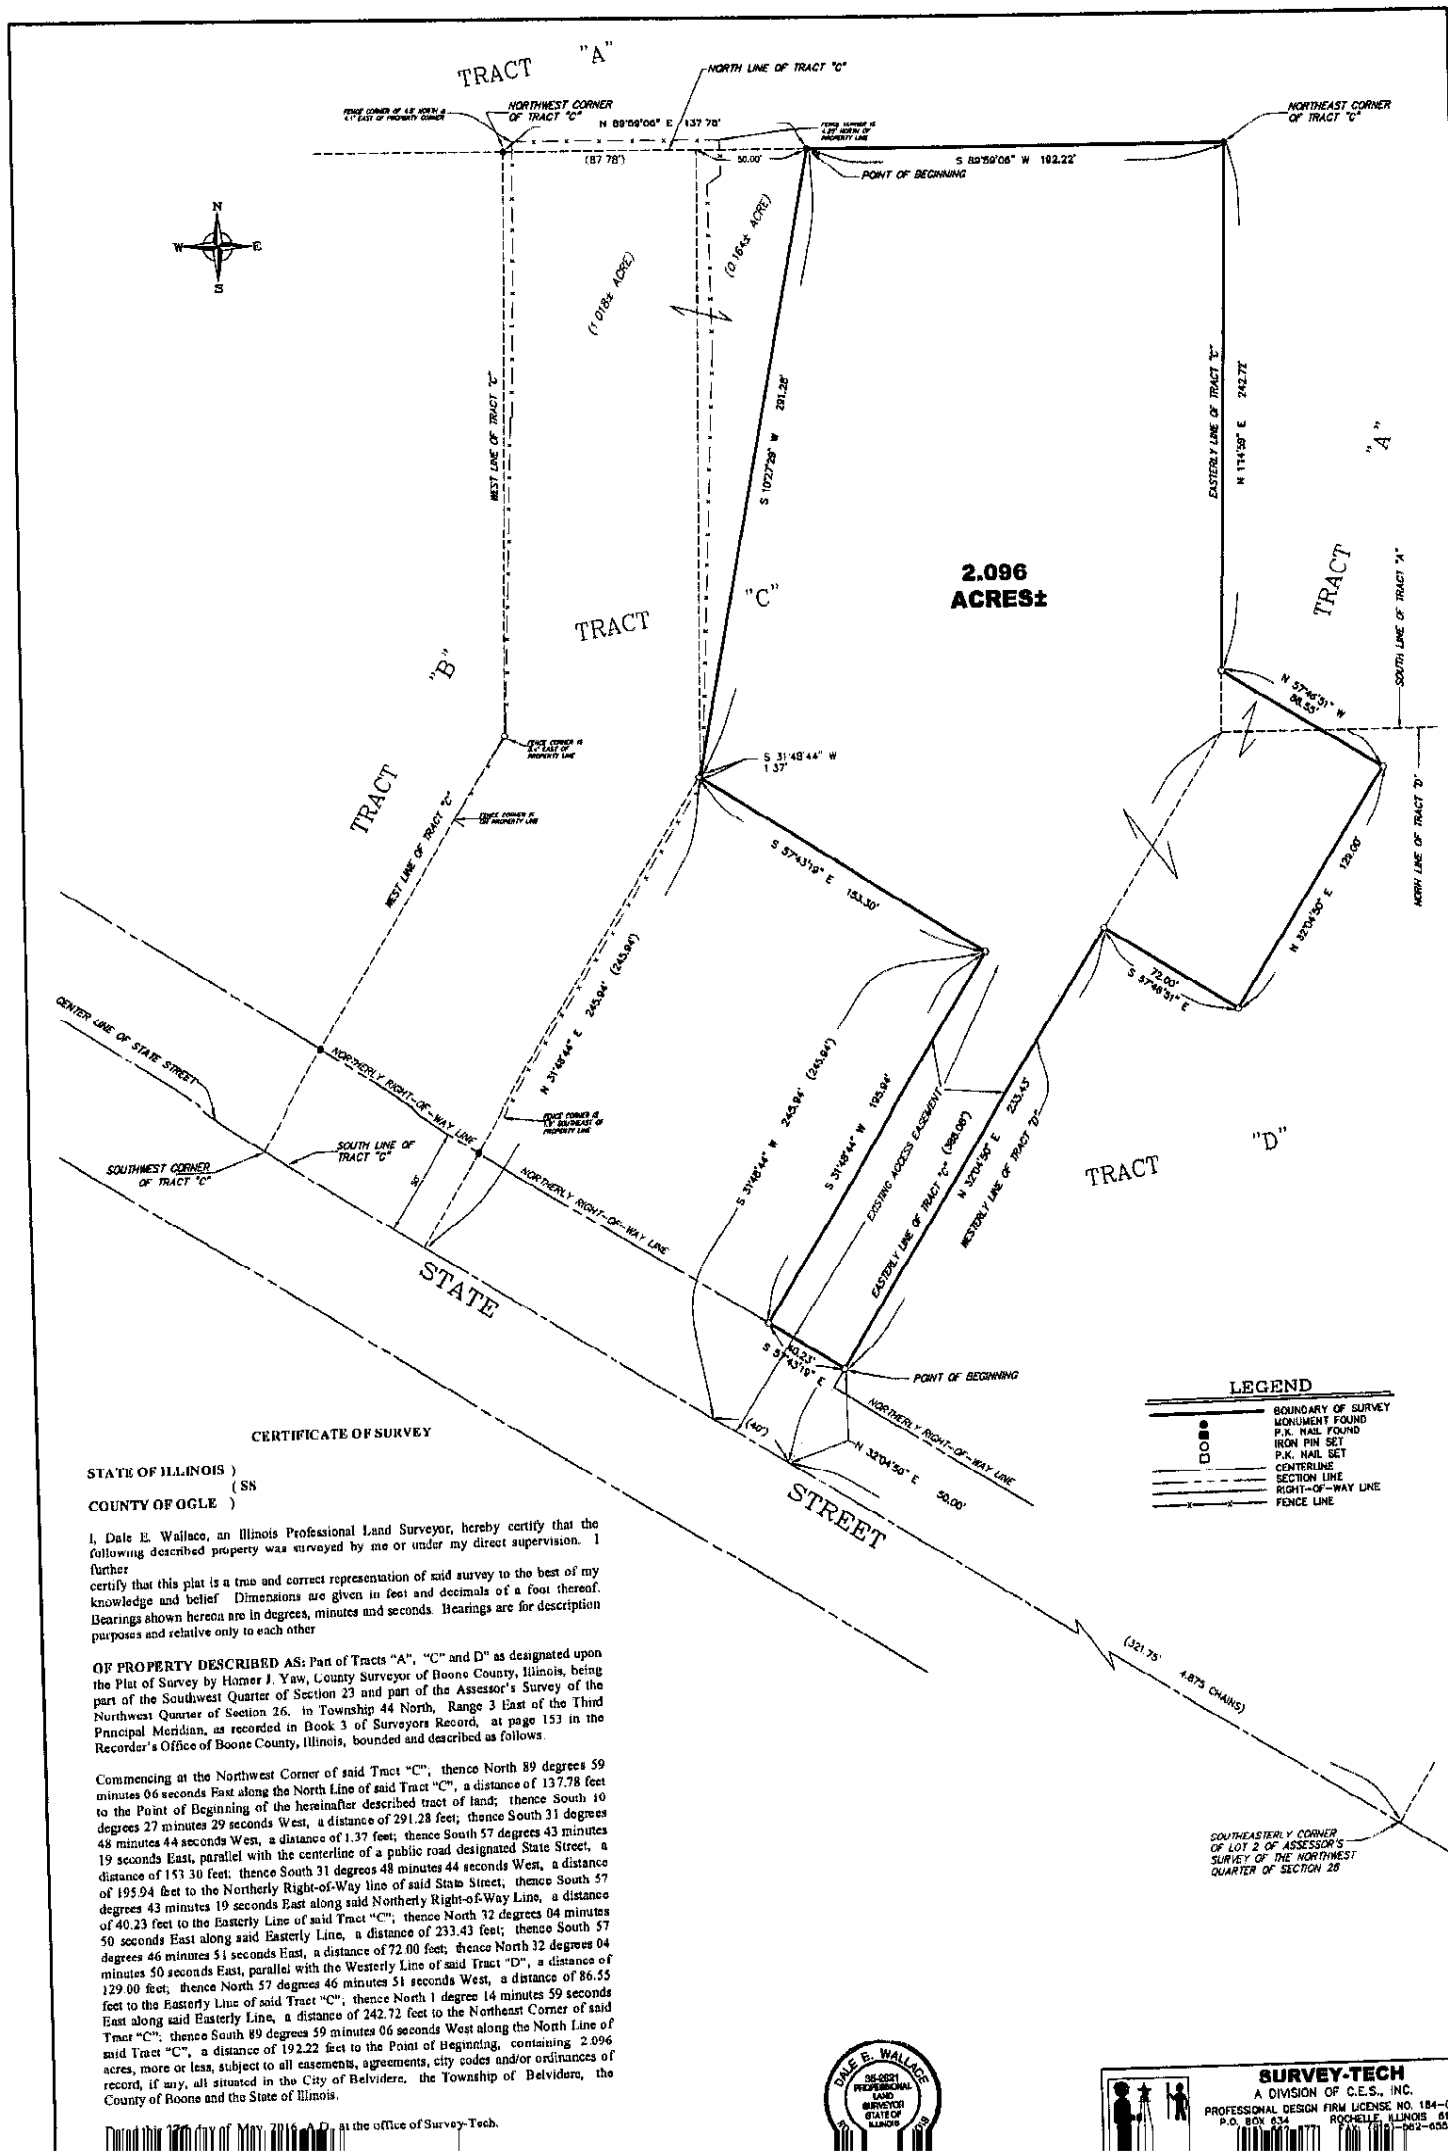 TRACT "A"
NORTH LINE OF TRACT "C"
NORTHWEST CORNER
OF TRACT "C"
NORTHEAST CORNER
OF TRACT "C"
N 89°59'06" E 137.78'
(87.78')
50.00'
S 89°59'06" W 192.22'
POINT OF BEGINNING
N
W E
S
(1.018± ACRE)
(0.164± ACRE)
WEST LINE OF TRACT "C"
S 10°27'29" W 291.28'
EASTERLY LINE OF TRACT "C"
N 1°14'59" E 242.72'
TRACT "A"
SOUTH LINE OF TRACT "A"
2.096
ACRES±
TRACT "C"
TRACT "B"
N 57°46'51" W
86.55'
FENCE CORNER IS
0.4' EAST OF
PROPERTY LINE
S 31°48'44" W
1.37'
FENCE CORNER IS
ON PROPERTY LINE
WEST LINE OF TRACT "C"
NORH LINE OF TRACT "D"
S 57°43'19" E 153.30'
N 32°04'50" E 129.00'
72.00'
S 57°46'51" E
N 31°48'44" E 245.94' (245.94')
CENTER LINE OF STATE STREET
NORTHERLY RIGHT-OF-WAY LINE
S 31°48'44" W 245.94' (245.94')
S 31°48'44" W 195.94'
EXISTING ACCESS EASEMENT
EASTERLY LINE OF TRACT "C" (388.08')
N 32°04'50" E 233.43'
WESTERLY LINE OF TRACT "D"
TRACT "D"
SOUTH LINE OF
TRACT "C"
SOUTHWEST CORNER
OF TRACT "C"
50'
NORTHERLY RIGHT-OF-WAY LINE
STATE
40.23'
S 57°43'19" E
POINT OF BEGINNING
NORTHERLY RIGHT-OF-WAY LINE
(40')
N 32°04'50" E 50.00'
STREET
LEGEND
BOUNDARY OF SURVEY
MONUMENT FOUND
P.K. NAIL FOUND
IRON PIN SET
P.K. NAIL SET
CENTERLINE
SECTION LINE
RIGHT-OF-WAY LINE
FENCE LINE
(321.75' 4.875 CHAINS)
SOUTHEASTERLY CORNER
OF LOT 2 OF ASSESSOR'S
SURVEY OF THE NORTHWEST
QUARTER OF SECTION 26
CERTIFICATE OF SURVEY
STATE OF ILLINOIS )
( SS
COUNTY OF OGLE )
I, Dale E. Wallace, an Illinois Professional Land Surveyor, hereby certify that the
following described property was surveyed by me or under my direct supervision. I
further
certify that this plat is a true and correct representation of said survey to the best of my
knowledge and belief Dimensions are given in feet and decimals of a foot thereof.
Bearings shown hereon are in degrees, minutes and seconds. Bearings are for description
purposes and relative only to each other
OF PROPERTY DESCRIBED AS: Part of Tracts "A", "C" and D" as designated upon
the Plat of Survey by Homer J. Yaw, County Surveyor of Boone County, Illinois, being
part of the Southwest Quarter of Section 23 and part of the Assessor's Survey of the
Northwest Quarter of Section 26, in Township 44 North, Range 3 East of the Third
Principal Meridian, as recorded in Book 3 of Surveyors Record, at page 153 in the
Recorder's Office of Boone County, Illinois, bounded and described as follows.
Commencing at the Northwest Corner of said Tract "C"; thence North 89 degrees 59
minutes 06 seconds East along the North Line of said Tract "C", a distance of 137.78 feet
to the Point of Beginning of the hereinafter described tract of land; thence South 10
degrees 27 minutes 29 seconds West, a distance of 291.28 feet; thence South 31 degrees
48 minutes 44 seconds West, a distance of 1.37 feet; thence South 57 degrees 43 minutes
19 seconds East, parallel with the centerline of a public road designated State Street, a
distance of 153 30 feet; thence South 31 degrees 48 minutes 44 seconds West, a distance
of 195.94 feet to the Northerly Right-of-Way line of said State Street; thence South 57
degrees 43 minutes 19 seconds East along said Northerly Right-of-Way Line, a distance
of 40.23 feet to the Easterly Line of said Tract "C"; thence North 32 degrees 04 minutes
50 seconds East along said Easterly Line, a distance of 233.43 feet; thence South 57
degrees 46 minutes 51 seconds East, a distance of 72.00 feet; thence North 32 degrees 04
minutes 50 seconds East, parallel with the Westerly Line of said Tract "D", a distance of
129.00 feet; thence North 57 degrees 46 minutes 51 seconds West, a distance of 86.55
feet to the Easterly Line of said Tract "C"; thence North 1 degree 14 minutes 59 seconds
East along said Easterly Line, a distance of 242.72 feet to the Northeast Corner of said
Tract "C"; thence South 89 degrees 59 minutes 06 seconds West along the North Line of
said Tract "C", a distance of 192.22 feet to the Point of Beginning, containing 2.096
acres, more or less, subject to all easements, agreements, city codes and/or ordinances of
record, if any, all situated in the City of Belvidere, the Township of Belvidere, the
County of Boone and the State of Illinois.
Dated this 27th day of May, 2016 A.D. at the office of Survey-Tech.
DALE E. WALLACE
PROFESSIONAL
LAND
SURVEYOR
STATE OF
ILLINOIS
SURVEY-TECH
A DIVISION OF C.E.S., INC.
PROFESSIONAL DESIGN FIRM LICENSE NO. 184-0
P.O. BOX 634 ROCHELLE, ILLINOIS